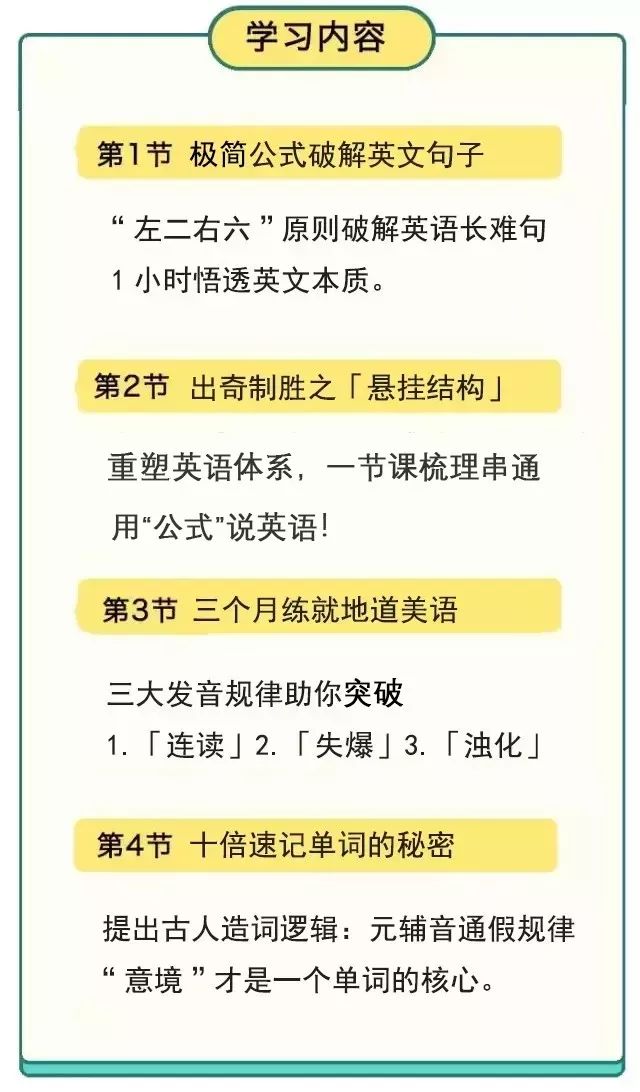 学习内容
第1节 极简公式破解英文句子
“左二右六”原则破解英语长难句
1小时悟透英文本质。
第2节 出奇制胜之「悬挂结构」
重塑英语体系，一节课梳理串通
用“公式”说英语！
第3节 三个月练就地道美语
三大发音规律助你突破
1.「连读」2.「失爆」3.「浊化」
第4节 十倍速记单词的秘密
提出古人造词逻辑：元辅音通假规律
“意境”才是一个单词的核心。